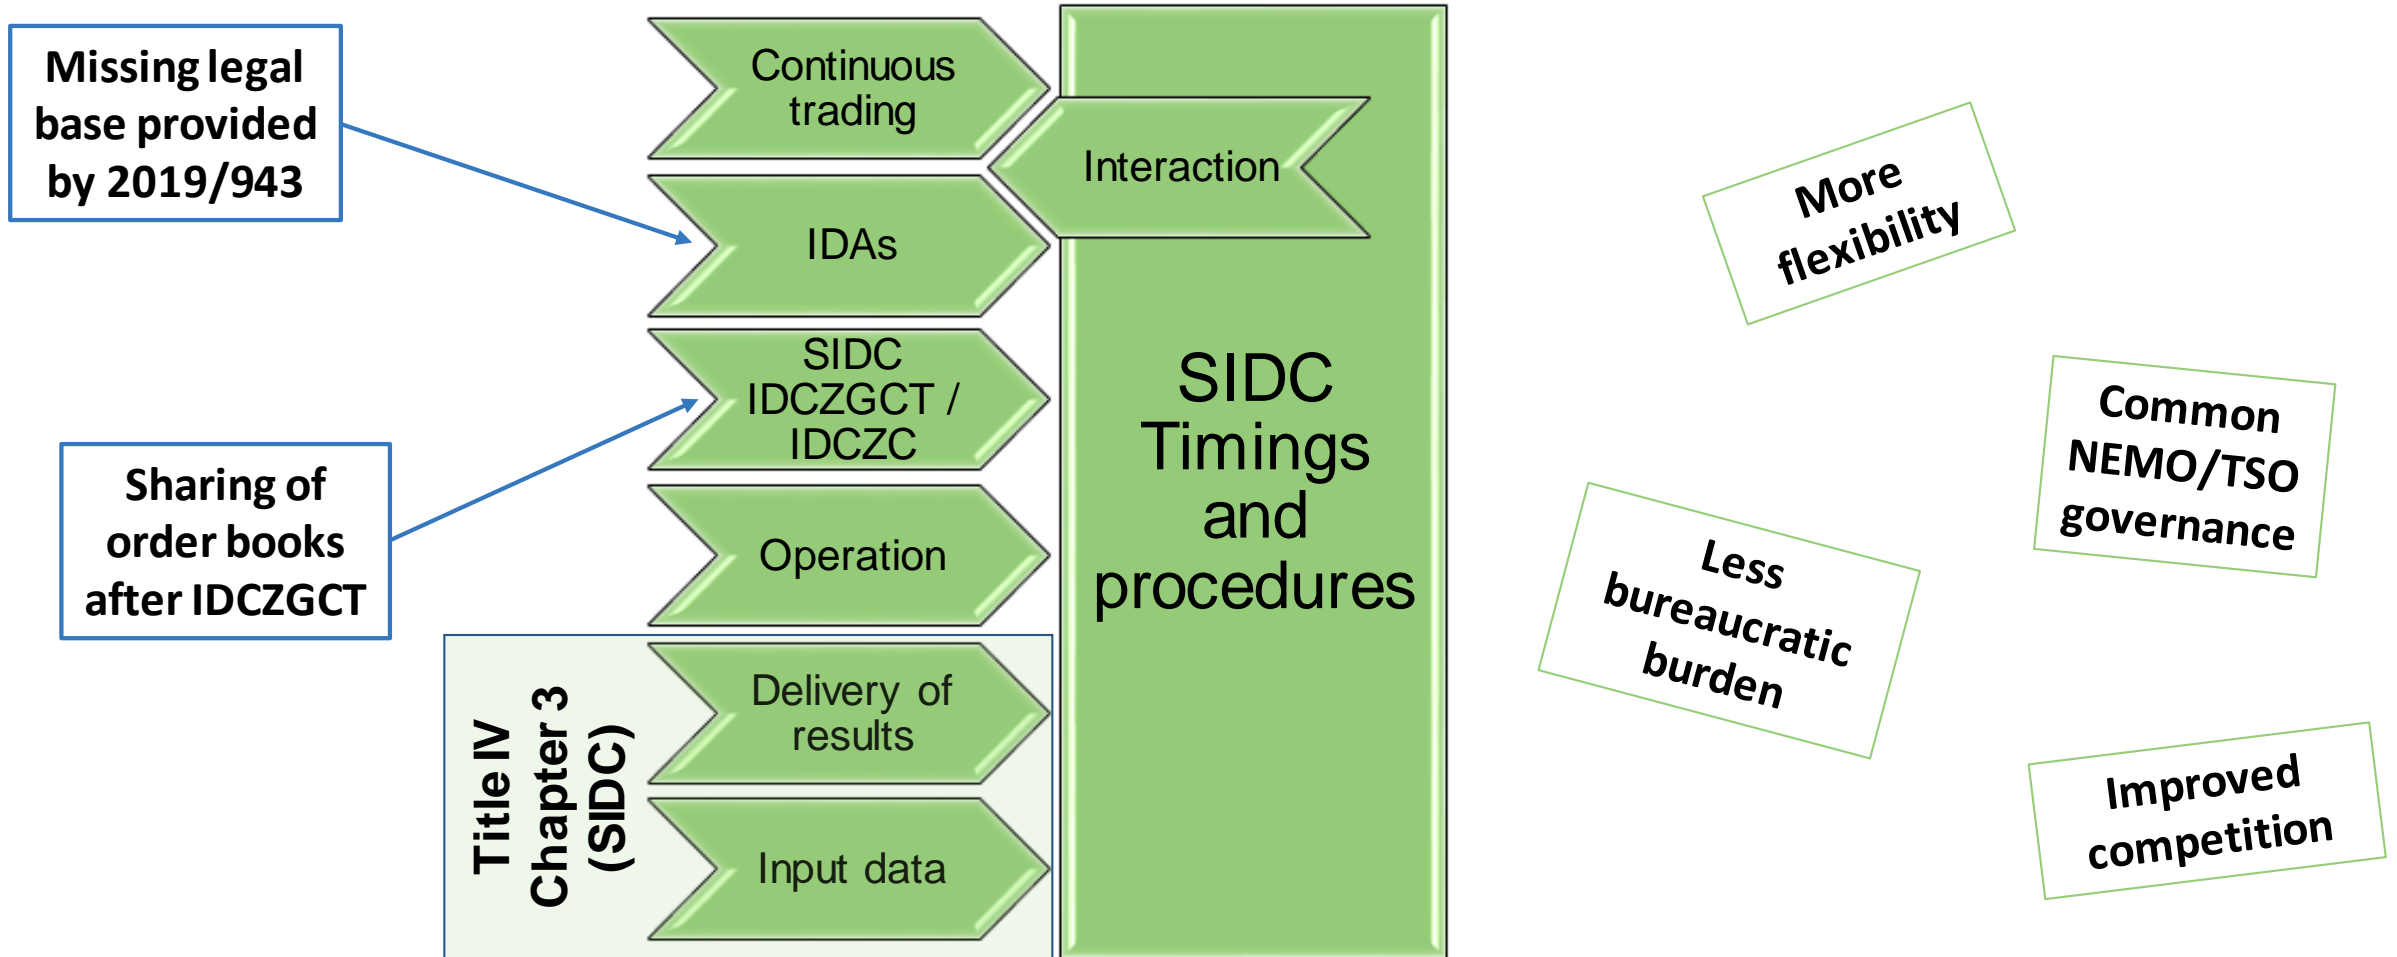 Missing legal
base provided
by 2019/943
Sharing of
order books
after IDCZGCT
Continuous
trading
Interaction
IDAs
SIDC
IDCZGCT /
IDCZC
Operation
Title IV
Chapter 3
(SIDC)
Delivery of
results
Input data
SIDC
Timings
and
procedures
More
flexibility
Common
NEMO/TSO
governance
Less
bureaucratic
burden
Improved
competition